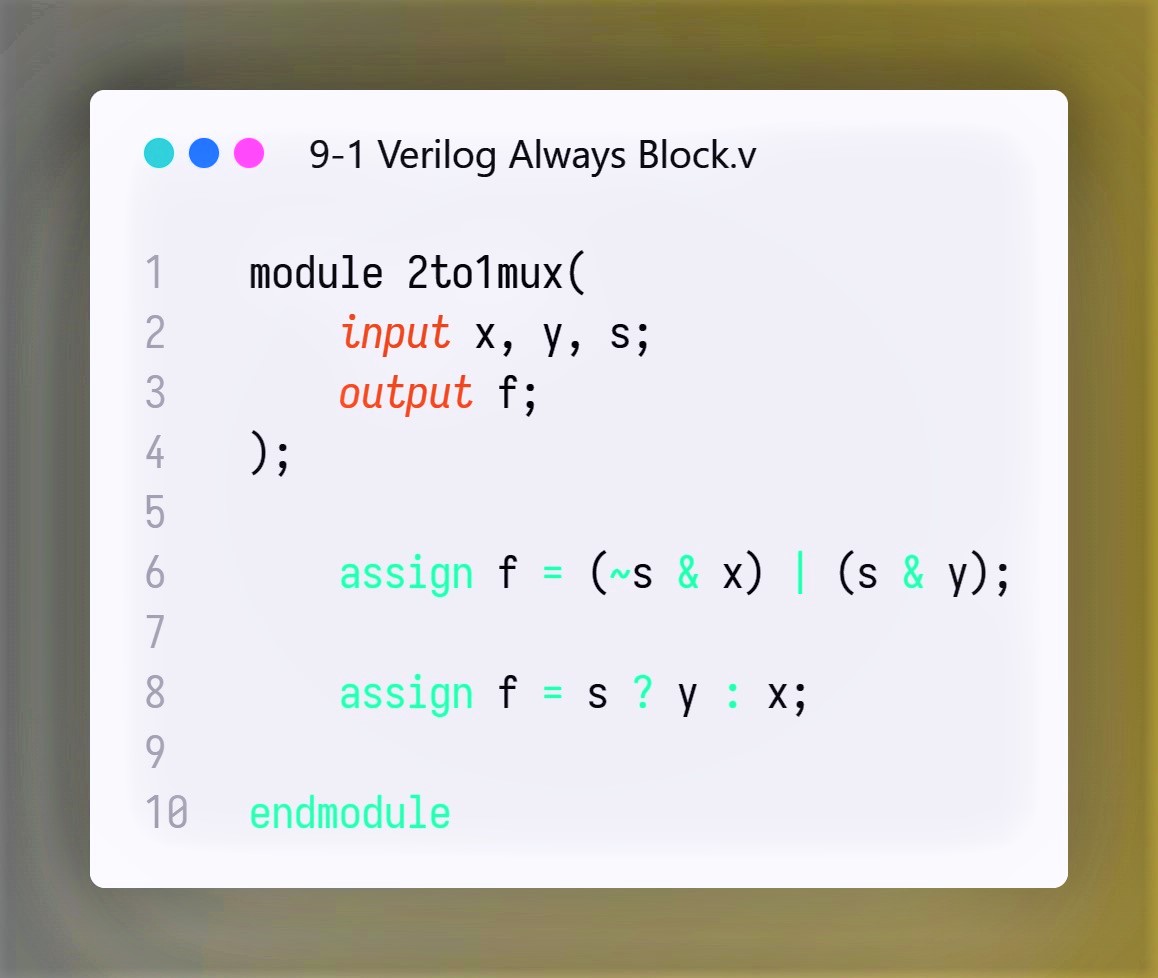 9-1 Verilog Always Block.v
1 module 2to1mux(
2     input x, y, s;
3     output f;
4 );
5
6     assign f = (~s & x) | (s & y);
7
8     assign f = s ? y : x;
9
10 endmodule